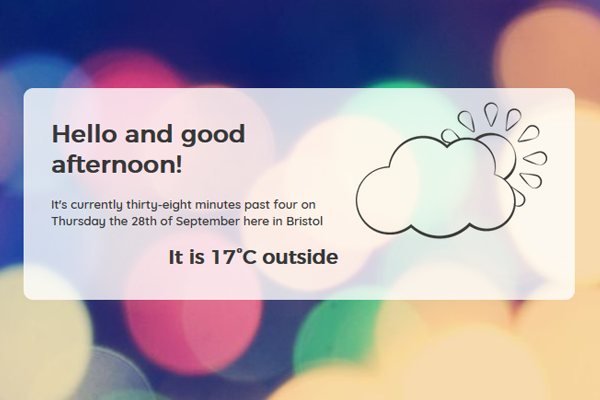 Hello and good
afternoon!
It's currently thirty-eight minutes past four on
Thursday the 28th of September here in Bristol
It is 17°C outside